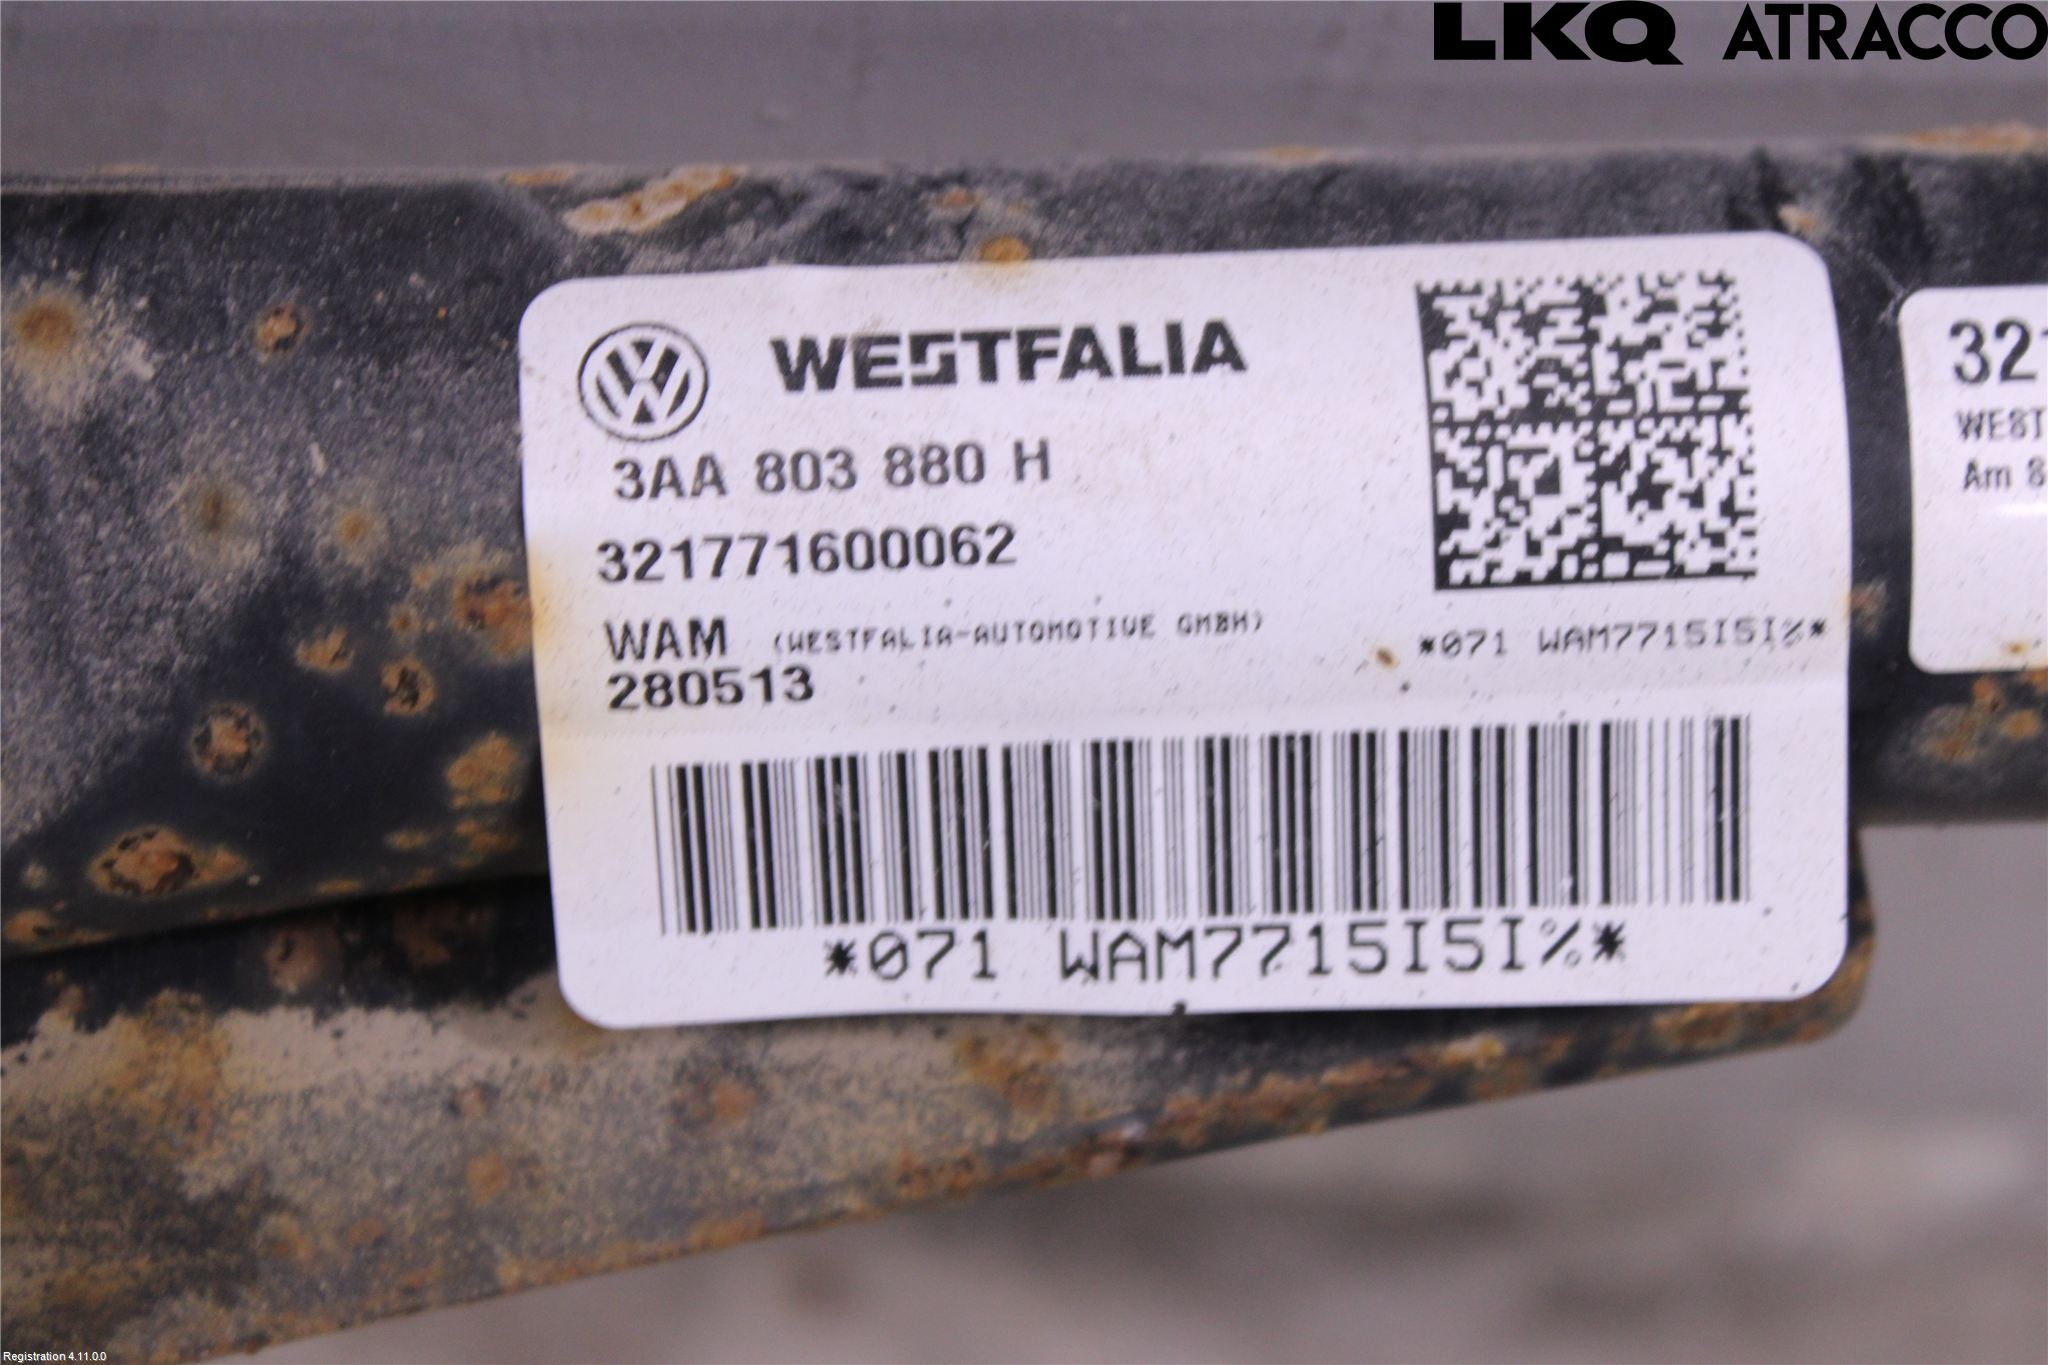 LKQ ATRACCO
WESTFALIA
3AA 803 880 H
321771600062
WAM (WESTFALIA-AUTOMOTIVE GMBH)
280513
*071 WAM7715I5I%*
*071 WAM7715I5I%*
32
WEST
Am
Registration 4.11.0.0